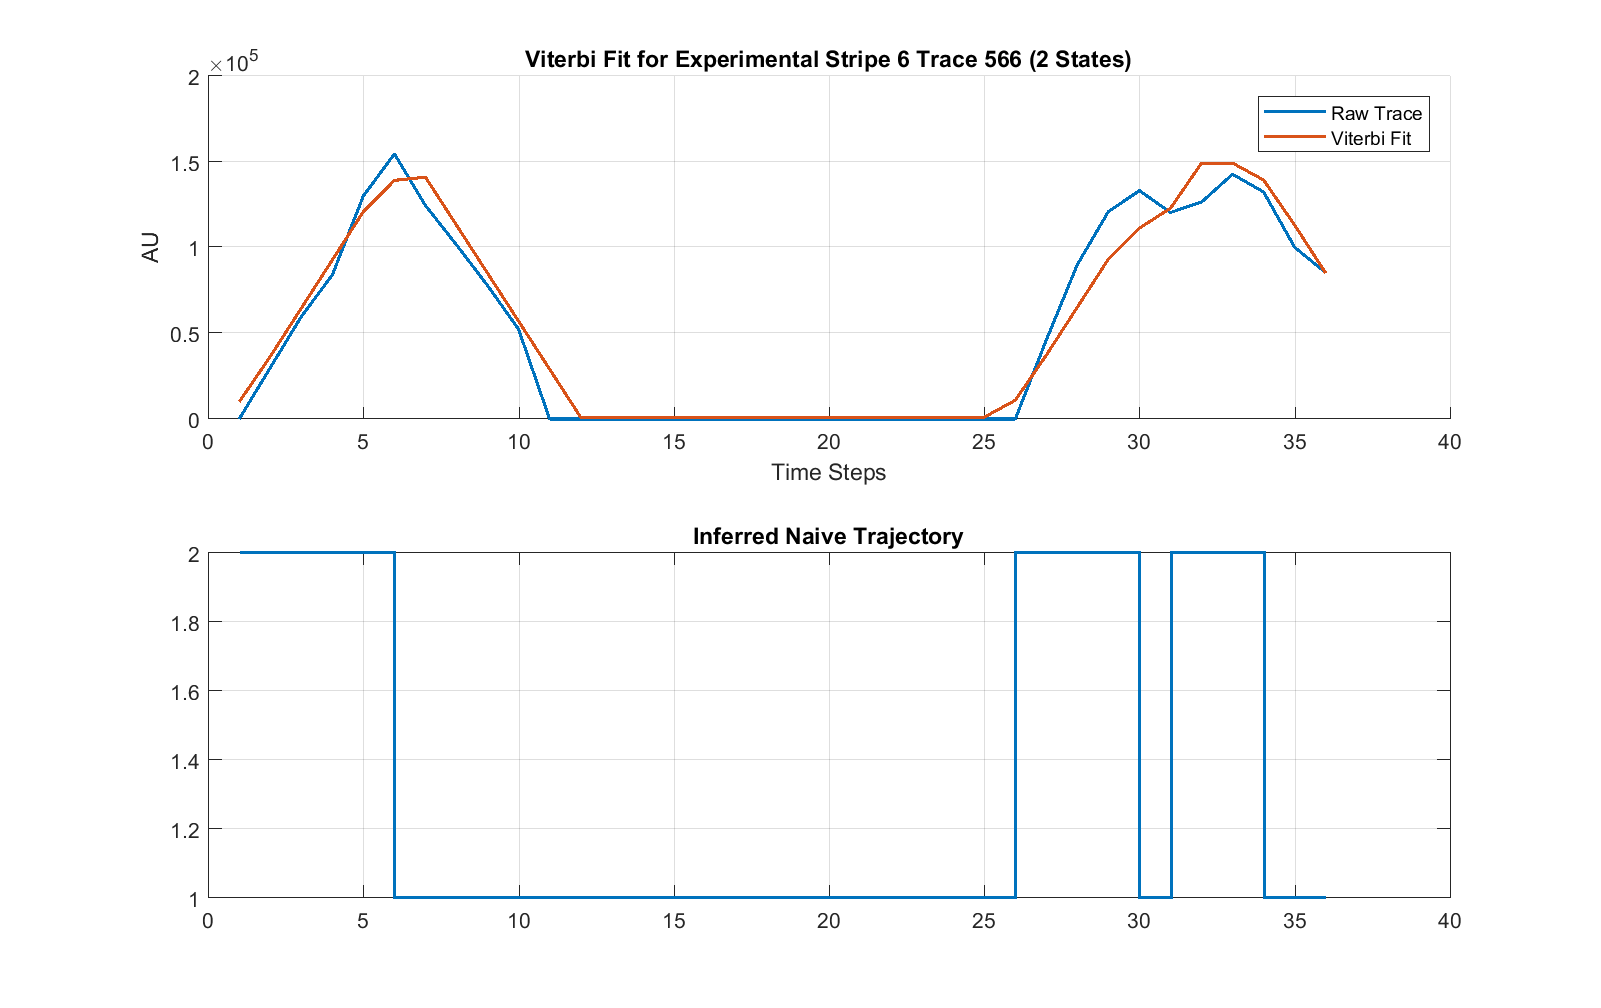 Viterbi Fit for Experimental Stripe 6 Trace 566 (2 States)
×10^5
2
1.5
1
0.5
0
AU
Raw Trace
Viterbi Fit
0 5 10 15 20 25 30 35 40
Time Steps
Inferred Naive Trajectory
2
1.8
1.6
1.4
1.2
1
0 5 10 15 20 25 30 35 40